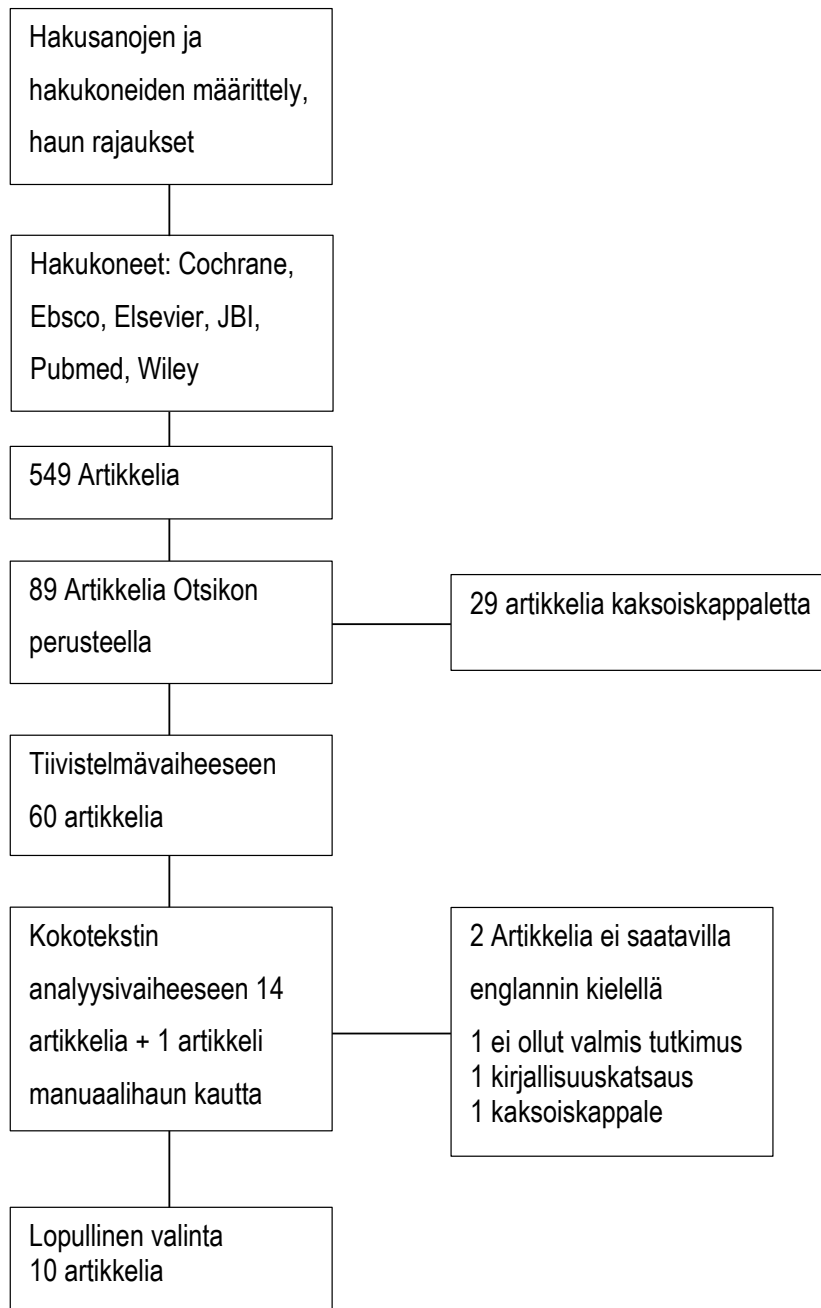 Hakusanojen ja
hakukoneiden määrittely,
haun rajaukset
Hakukoneet: Cochrane,
Ebsco, Elsevier, JBI,
Pubmed, Wiley
549 Artikkelia
89 Artikkelia Otsikon
perusteella
29 artikkelia kaksoiskappaletta
Tiivistelmävaiheeseen
60 artikkelia
Kokotekstin
analyysivaiheeseen 14
artikkelia + 1 artikkeli
manuaalihaun kautta
2 Artikkelia ei saatavilla
englannin kielellä
1 ei ollut valmis tutkimus
1 kirjallisuuskatsaus
1 kaksoiskappale
Lopullinen valinta
10 artikkelia